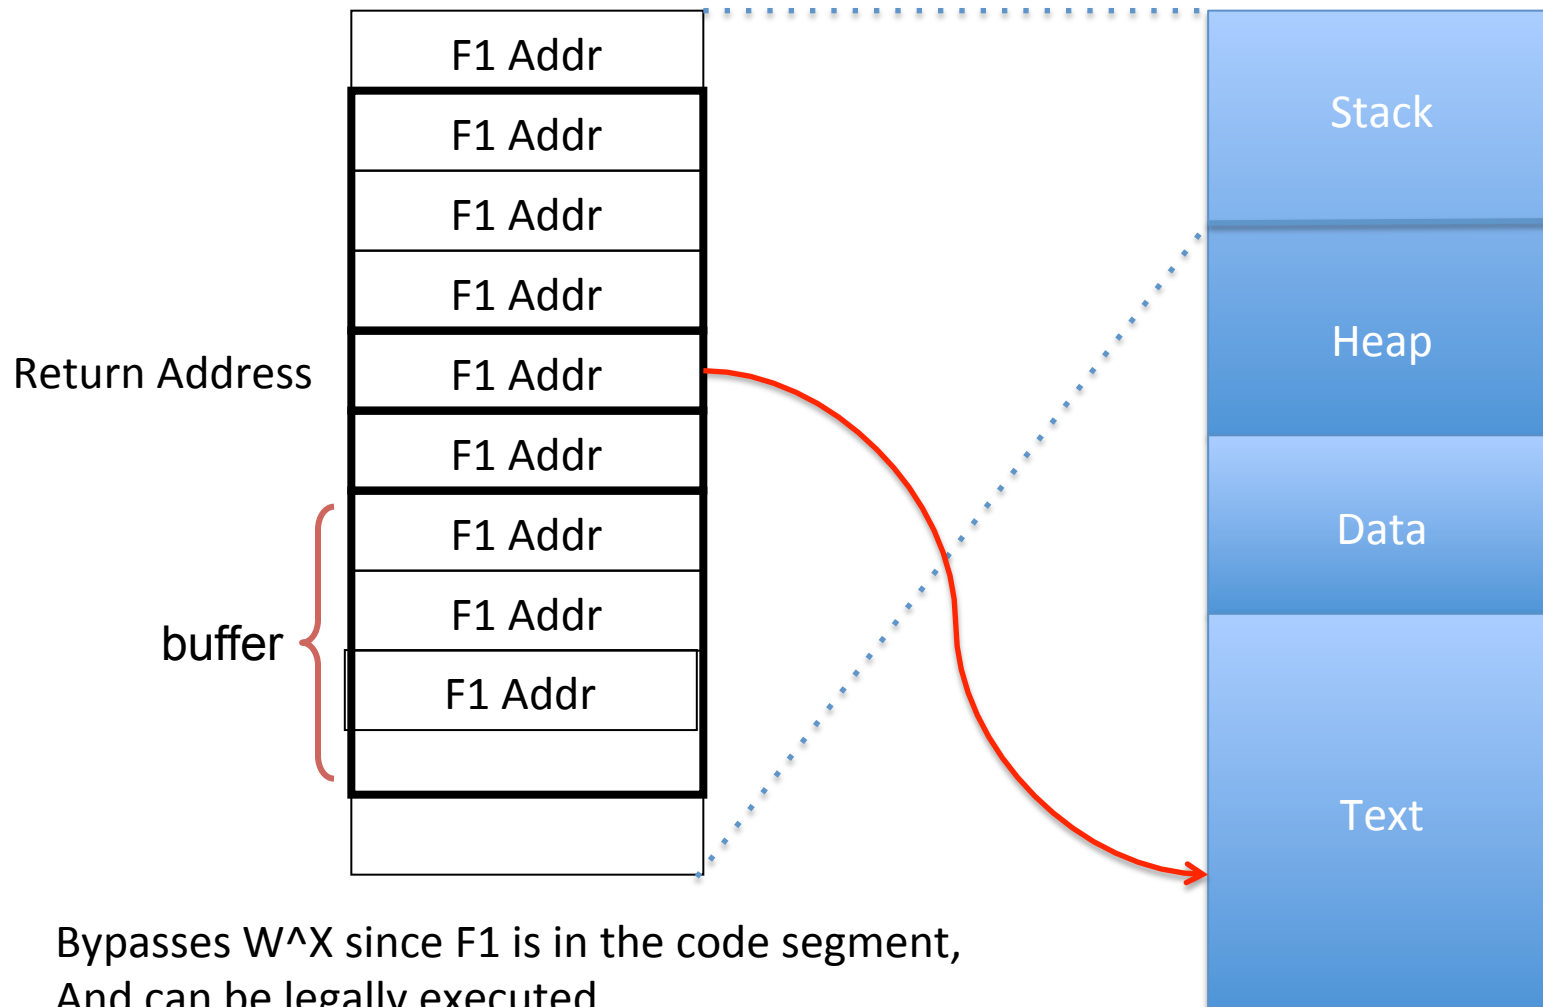 F1 Addr
F1 Addr
F1 Addr
F1 Addr
Return Address
F1 Addr
F1 Addr
F1 Addr
F1 Addr
buffer
F1 Addr
Stack
Heap
Data
Text
Bypasses W^X since F1 is in the code segment,
And can be legally executed